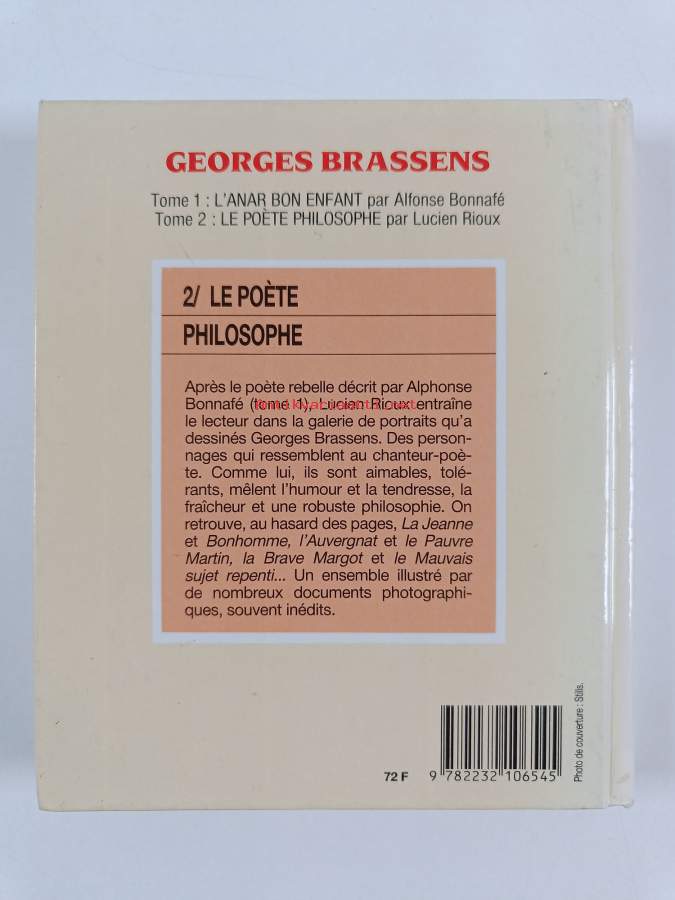 GEORGES BRASSENS
Tome 1 : L'ANAR BON ENFANT par Alfonse Bonnafé
Tome 2 : LE POÈTE PHILOSOPHE par Lucien Rioux
2/ LE POÈTE
PHILOSOPHE
Après le poète rebelle décrit par Alphonse
Bonnafé (tome 1), Lucien Rioux entraîne
le lecteur dans la galerie de portraits qu'a
dessinés Georges Brassens. Des person-
nages qui ressemblent au chanteur-poè-
te. Comme lui, ils sont aimables, tolé-
rants, mêlent l'humour et la tendresse, la
fraîcheur et une robuste philosophie. On
retrouve, au hasard des pages, La Jeanne
et Bonhomme, l'Auvergnat et le Pauvre
Martin, la Brave Margot et le Mauvais
sujet repenti... Un ensemble illustré par
de nombreux documents photographi-
ques, souvent inédits.
72 F
9 782232 106545
Photo de couverture : Stills.